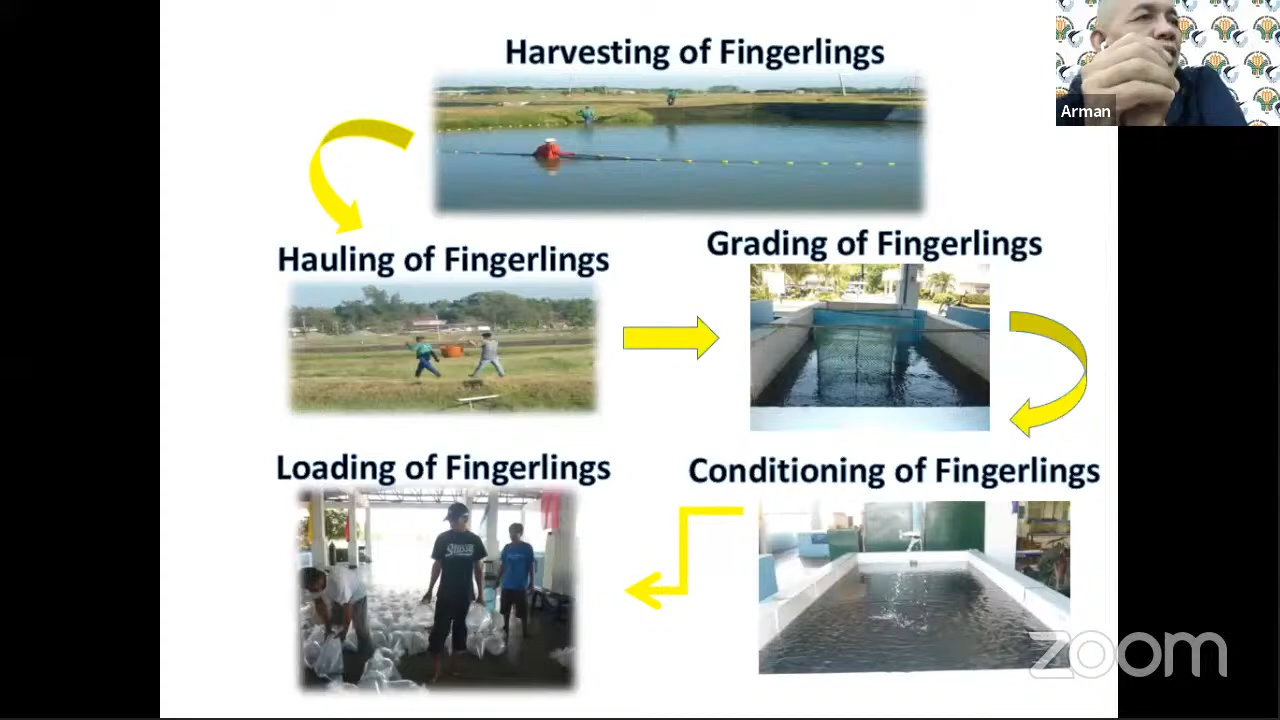 Harvesting of Fingerlings
Arman
Hauling of Fingerlings
Grading of Fingerlings
Loading of Fingerlings
Conditioning of Fingerlings
zoom